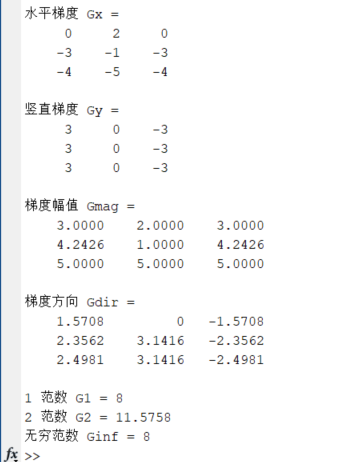 水平梯度 Gx =
0 2 0
-3 -1 -3
-4 -5 -4
竖直梯度 Gy =
3 0 -3
3 0 -3
3 0 -3
梯度幅值 Gmag =
3.0000 2.0000 3.0000
4.2426 1.0000 4.2426
5.0000 5.0000 5.0000
梯度方向 Gdir =
1.5708 0 -1.5708
2.3562 3.1416 -2.3562
2.4981 3.1416 -2.4981
1 范数 G1 = 8
2 范数 G2 = 11.5758
无穷范数 Ginf = 8
fx >>